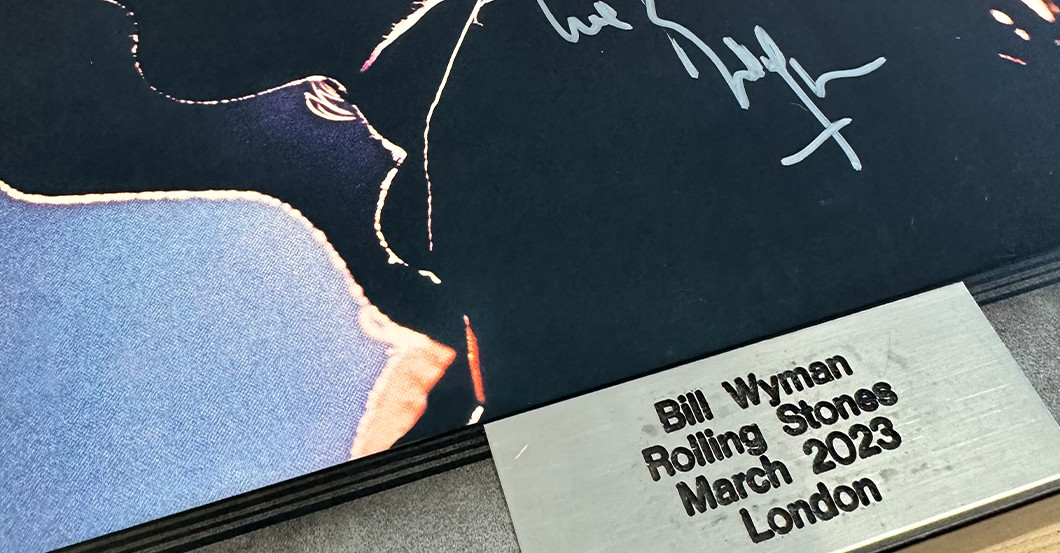 Bill Wyman
Rolling Stones
March 2023
London